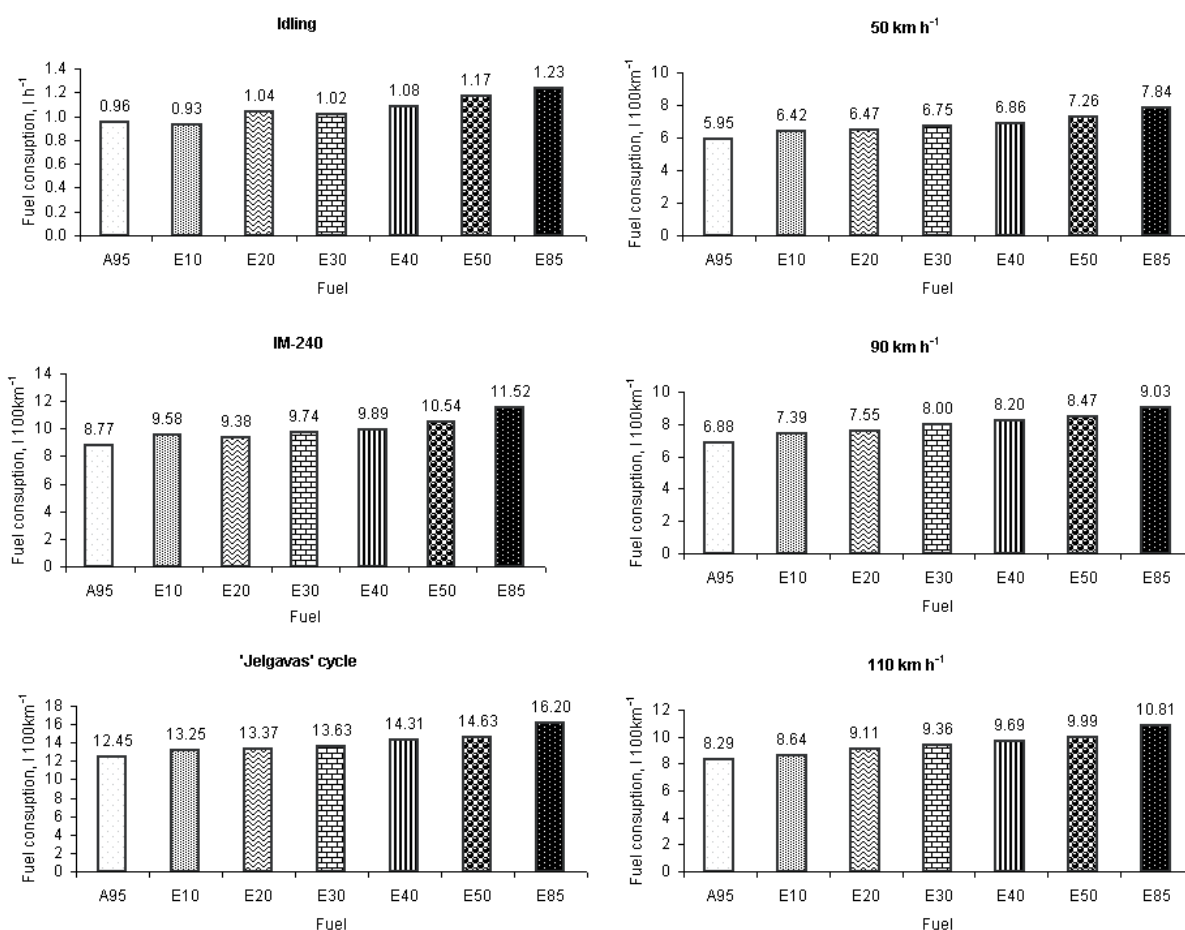 Idling
Fuel consuption, l h⁻¹
1.4
1.2
1.0
0.8
0.6
0.4
0.2
0.0
0.96 0.93 1.04 1.02 1.08 1.17 1.23
A95 E10 E20 E30 E40 E50 E85
Fuel
50 km h⁻¹
Fuel consuption, l 100km⁻¹
10
8
6
4
2
0
5.95 6.42 6.47 6.75 6.86 7.26 7.84
A95 E10 E20 E30 E40 E50 E85
Fuel
IM-240
Fuel consuption, l 100km⁻¹
14
12
10
8
6
4
2
0
8.77 9.58 9.38 9.74 9.89 10.54 11.52
A95 E10 E20 E30 E40 E50 E85
Fuel
90 km h⁻¹
Fuel consuption, l 100km⁻¹
10
8
6
4
2
0
6.88 7.39 7.55 8.00 8.20 8.47 9.03
A95 E10 E20 E30 E40 E50 E85
Fuel
'Jelgavas' cycle
Fuel consuption, l 100km⁻¹
18
16
14
12
10
8
6
4
2
0
12.45 13.25 13.37 13.63 14.31 14.63 16.20
A95 E10 E20 E30 E40 E50 E85
Fuel
110 km h⁻¹
Fuel consuption, l 100km⁻¹
12
10
8
6
4
2
0
8.29 8.64 9.11 9.36 9.69 9.99 10.81
A95 E10 E20 E30 E40 E50 E85
Fuel